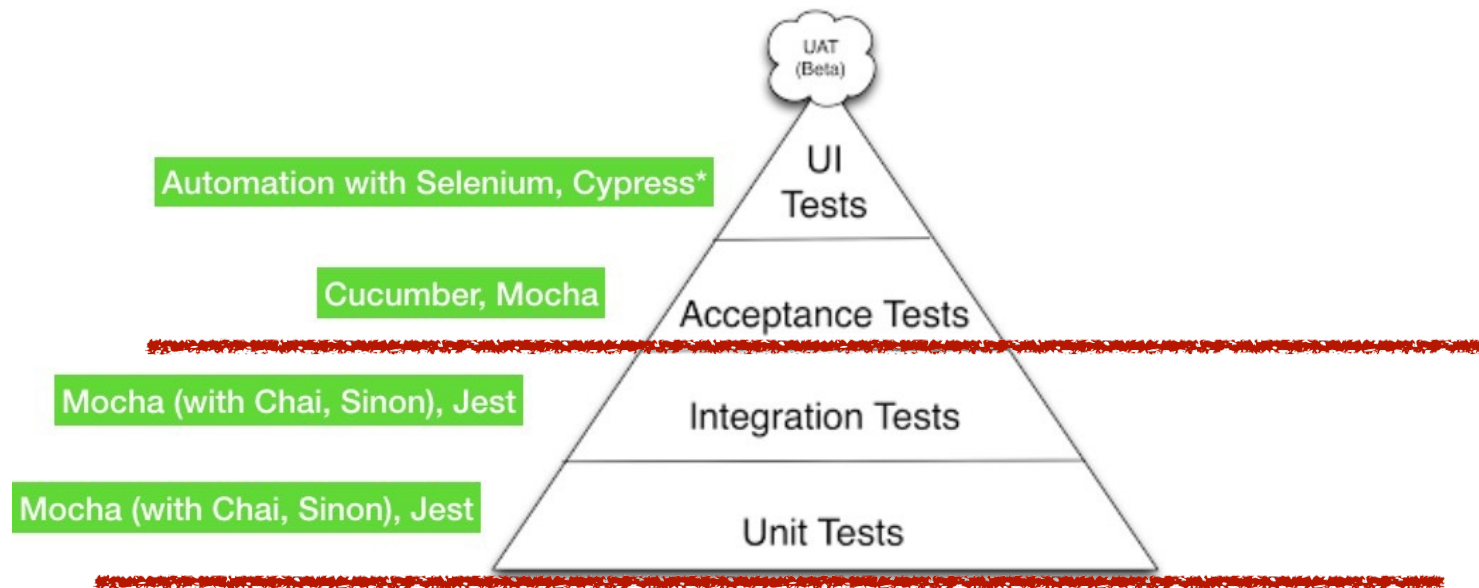 UAT
(Beta)
UI
Tests
Automation with Selenium, Cypress*
Cucumber, Mocha
Acceptance Tests
Mocha (with Chai, Sinon), Jest
Integration Tests
Mocha (with Chai, Sinon), Jest
Unit Tests